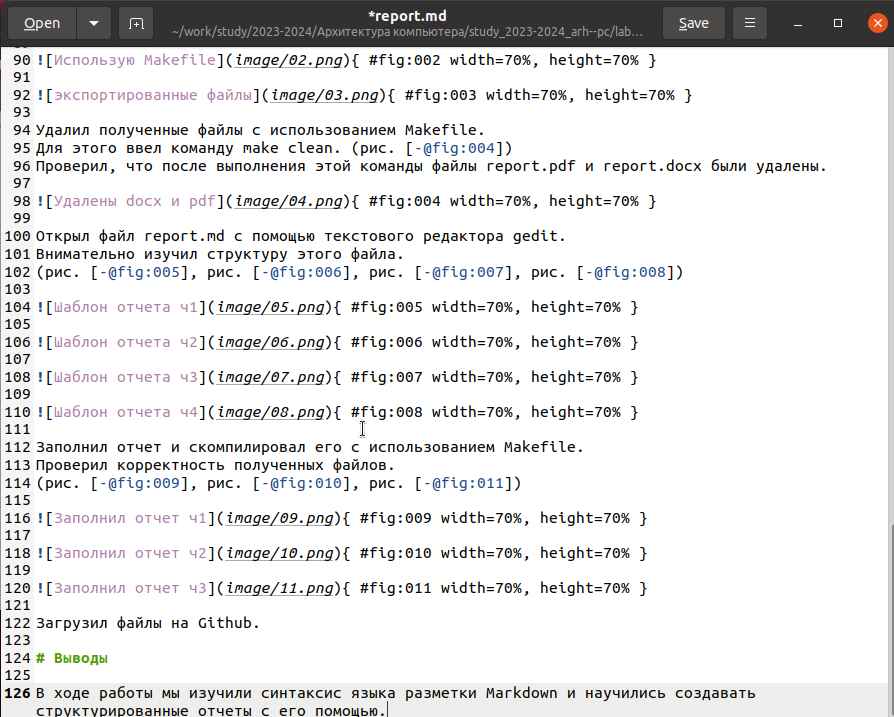 Open
*report.md
~/work/study/2023-2024/Архитектура компьютера/study_2023-2024_arh--pc/lab...
Save
90 ![Использую Makefile](image/02.png){ #fig:002 width=70%, height=70% }
91
92 ![экспортированные файлы](image/03.png){ #fig:003 width=70%, height=70% }
93
94 Удалил полученные файлы с использованием Makefile.
95 Для этого ввел команду make clean. (рис. [-@fig:004])
96 Проверил, что после выполнения этой команды файлы report.pdf и report.docx были удалены.
97
98 ![Удалены docx и pdf](image/04.png){ #fig:004 width=70%, height=70% }
99
100 Открыл файл report.md с помощью текстового редактора gedit.
101 Внимательно изучил структуру этого файла.
102 (рис. [-@fig:005], рис. [-@fig:006], рис. [-@fig:007], рис. [-@fig:008])
103
104 ![Шаблон отчета ч1](image/05.png){ #fig:005 width=70%, height=70% }
105
106 ![Шаблон отчета ч2](image/06.png){ #fig:006 width=70%, height=70% }
107
108 ![Шаблон отчета ч3](image/07.png){ #fig:007 width=70%, height=70% }
109
110 ![Шаблон отчета ч4](image/08.png){ #fig:008 width=70%, height=70% }
111
112 Заполнил отчет и скомпилировал его с использованием Makefile.
113 Проверил корректность полученных файлов.
114 (рис. [-@fig:009], рис. [-@fig:010], рис. [-@fig:011])
115
116 ![Заполнил отчет ч1](image/09.png){ #fig:009 width=70%, height=70% }
117
118 ![Заполнил отчет ч2](image/10.png){ #fig:010 width=70%, height=70% }
119
120 ![Заполнил отчет ч3](image/11.png){ #fig:011 width=70%, height=70% }
121
122 Загрузил файлы на Github.
123
124 # Выводы
125
126 В ходе работы мы изучили синтаксис языка разметки Markdown и научились создавать
структурированные отчеты с его помощью.